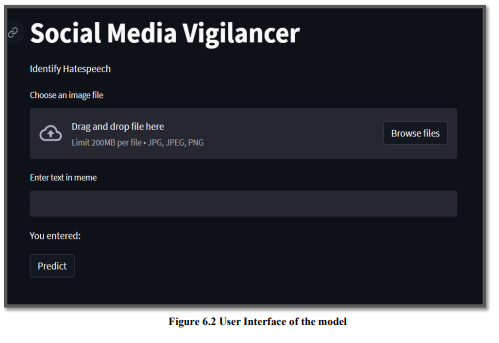 Social Media Vigilancer
Identify Hatespeech
Choose an image file
Drag and drop file here
Limit 200MB per file • JPG, JPEG, PNG
Browse files
Enter text in meme
You entered:
Predict
Figure 6.2 User Interface of the model